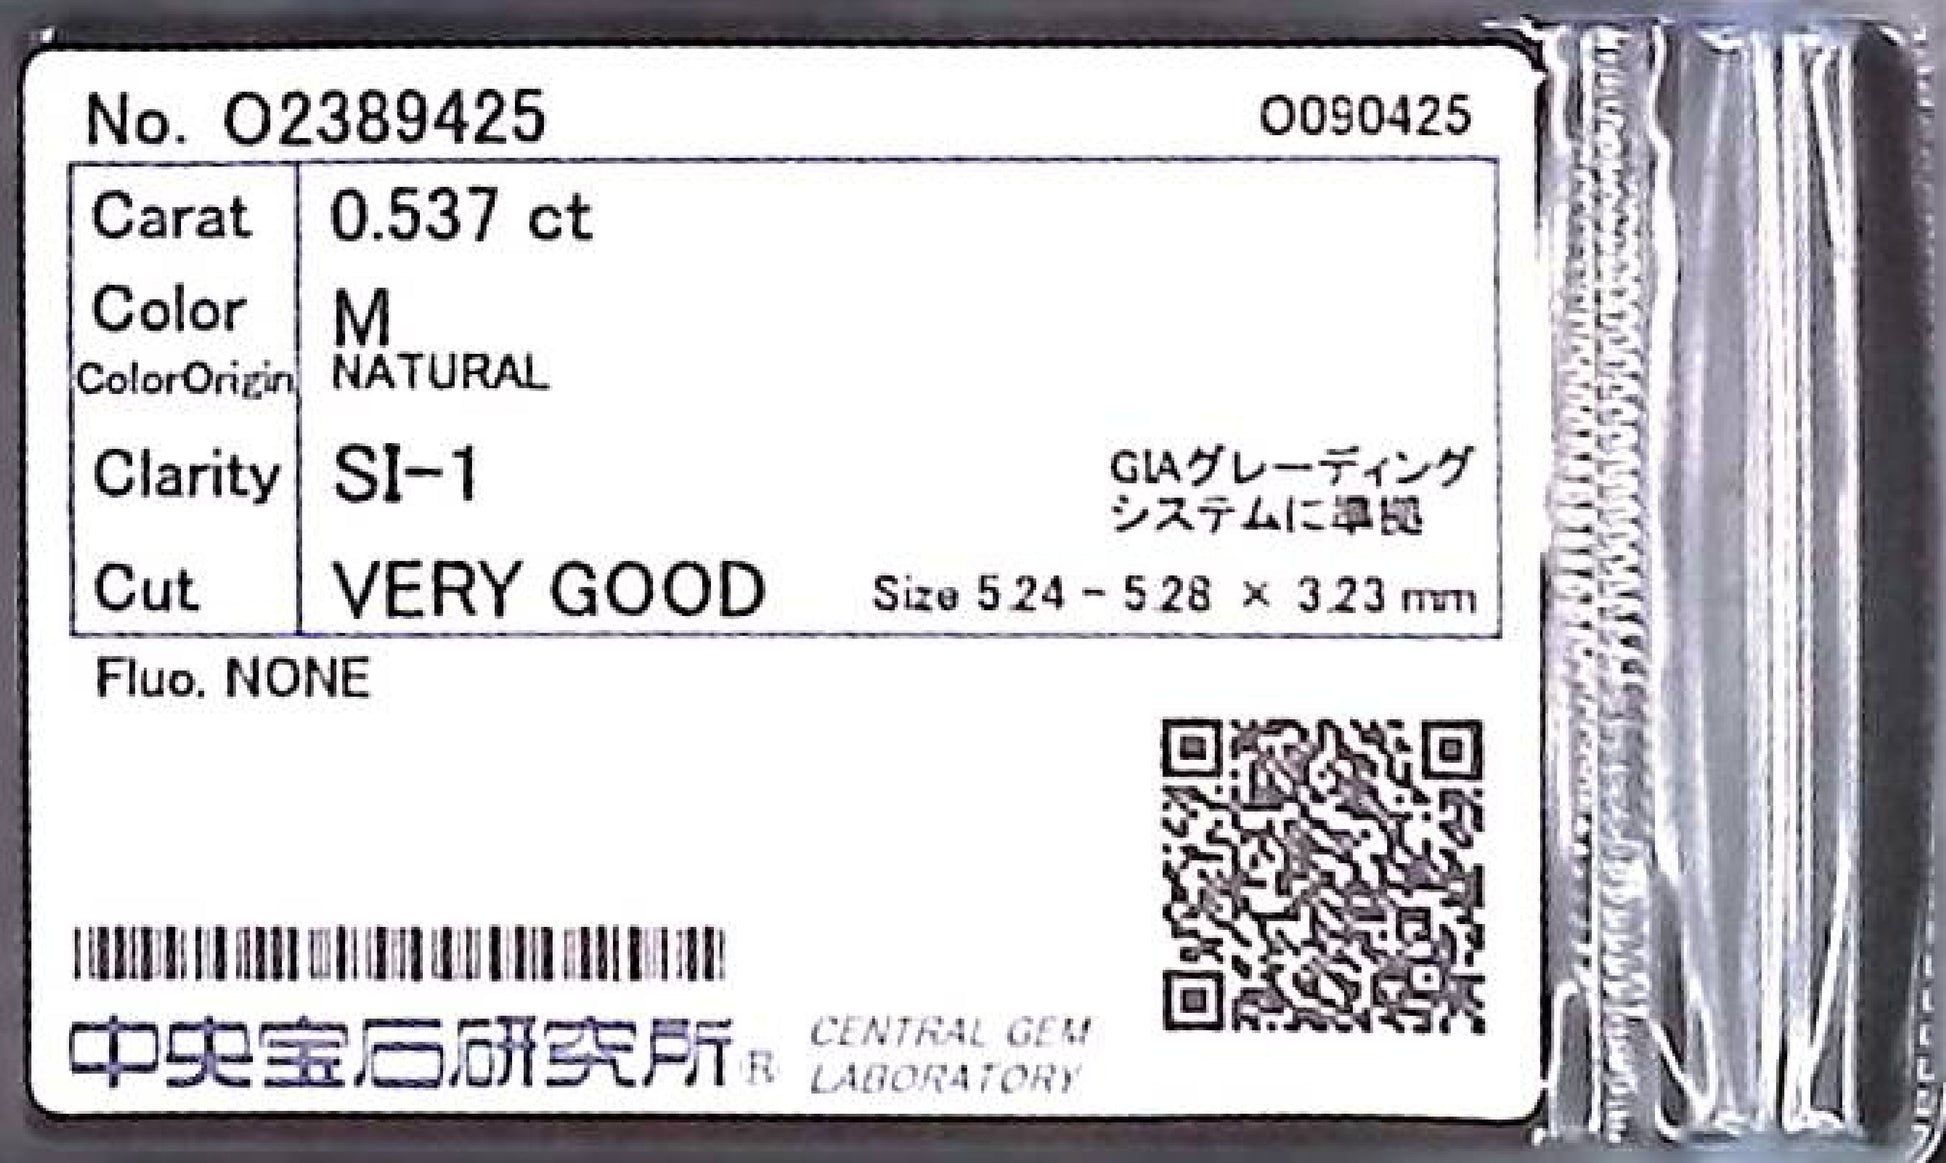 No. O2389425
O090425
Carat 0.537 ct
Color M
ColorOrigin NATURAL
Clarity SI-1
GIAグレーディング
システムに準拠
Cut VERY GOOD
Size 5.24 - 5.28 × 3.23 mm
Fluo. NONE
中央宝石研究所®
CENTRAL GEM
LABORATORY